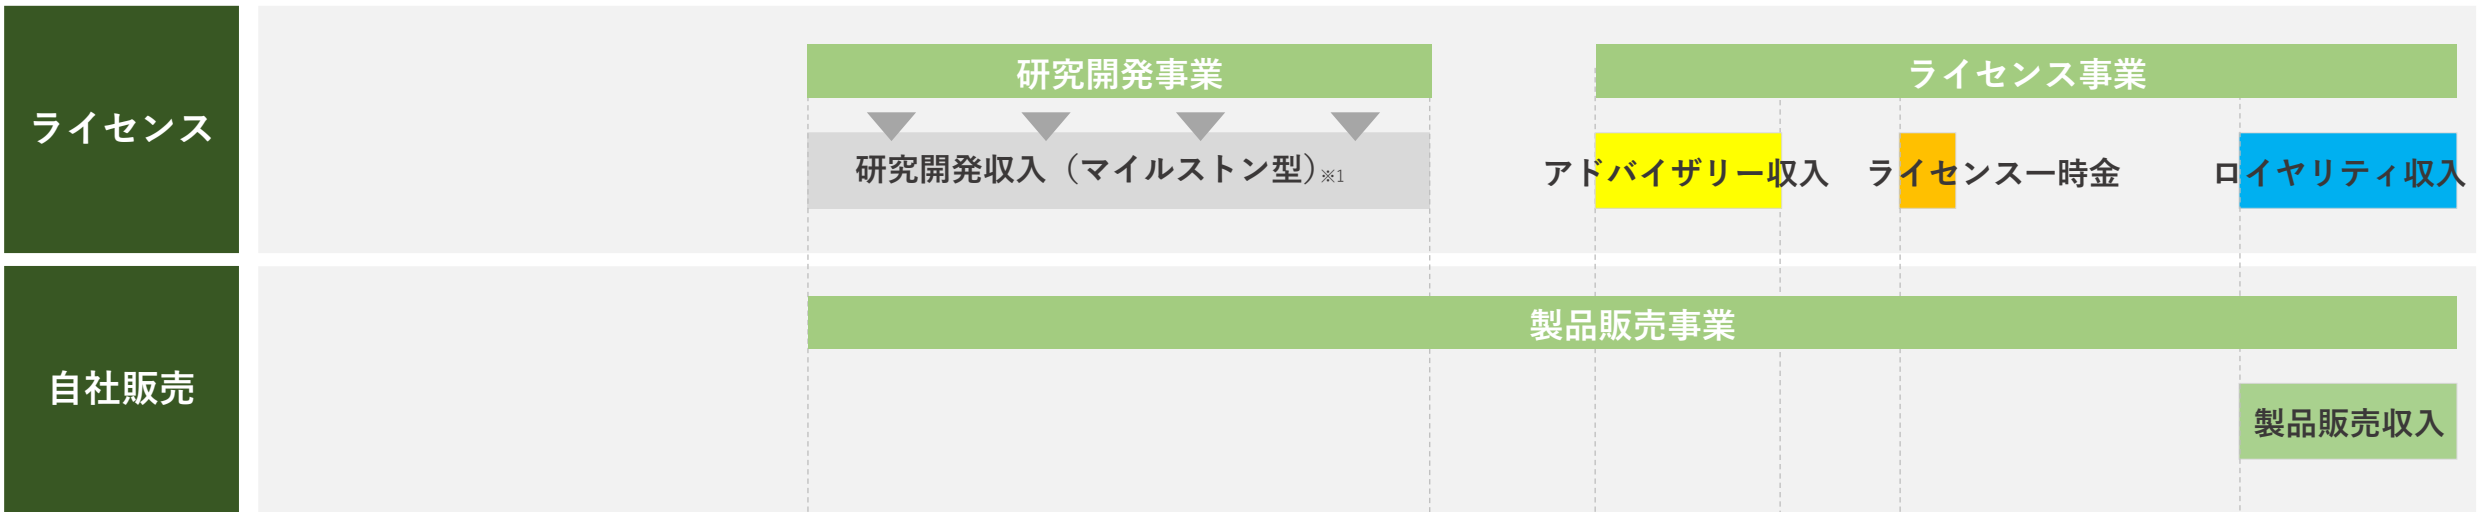 ライセンス
研究開発事業
ライセンス事業
研究開発収入（マイルストン型）※1
アドバイザリー収入
ライセンス一時金
ロイヤリティ収入
自社販売
製品販売事業
製品販売収入